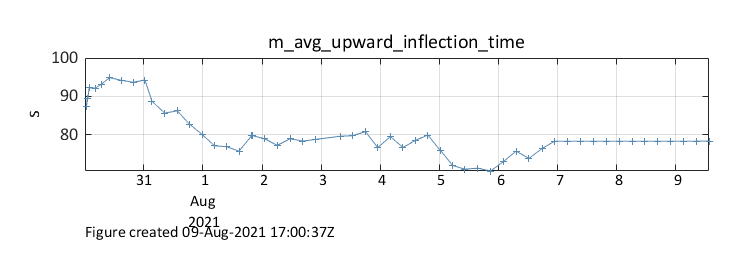 m_avg_upward_inflection_time
100
90
80
s
31 1 2 3 4 5 6 7 8 9
Aug
2021
Figure created 09-Aug-2021 17:00:37Z